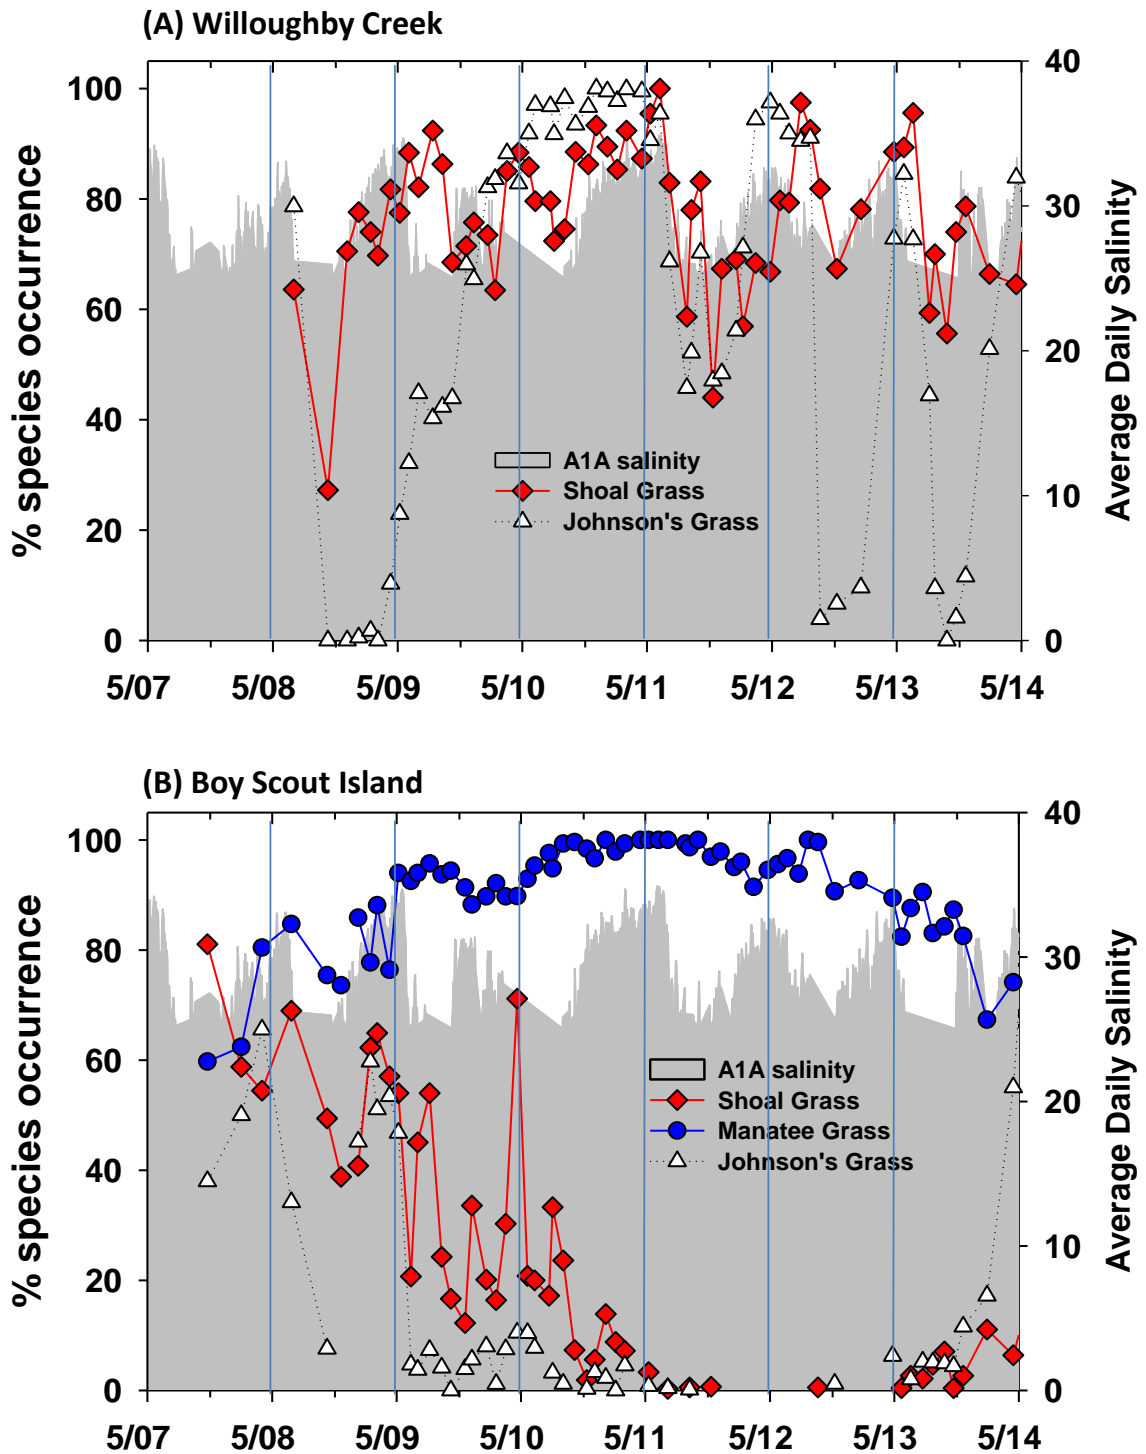 (A) Willoughby Creek
% species occurrence
100
80
60
40
20
0
40
30
20
10
0
Average Daily Salinity
A1A salinity
Shoal Grass
Johnson's Grass
5/07 5/08 5/09 5/10 5/11 5/12 5/13 5/14
(B) Boy Scout Island
% species occurrence
100
80
60
40
20
0
40
30
20
10
0
Average Daily Salinity
A1A salinity
Shoal Grass
Manatee Grass
Johnson's Grass
5/07 5/08 5/09 5/10 5/11 5/12 5/13 5/14